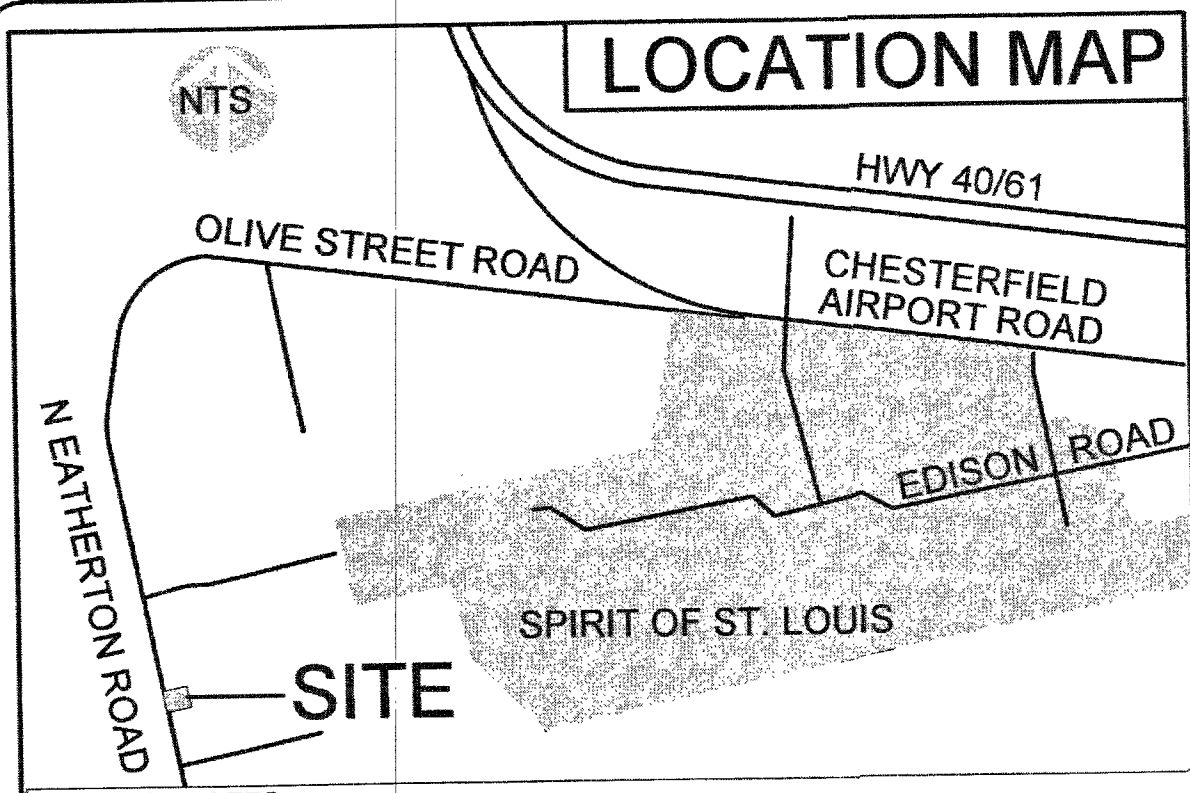 LOCATION MAP
NTS
HWY 40/61
OLIVE STREET ROAD
CHESTERFIELD
AIRPORT ROAD
N EATHERTON ROAD
EDISON ROAD
SPIRIT OF ST. LOUIS
SITE